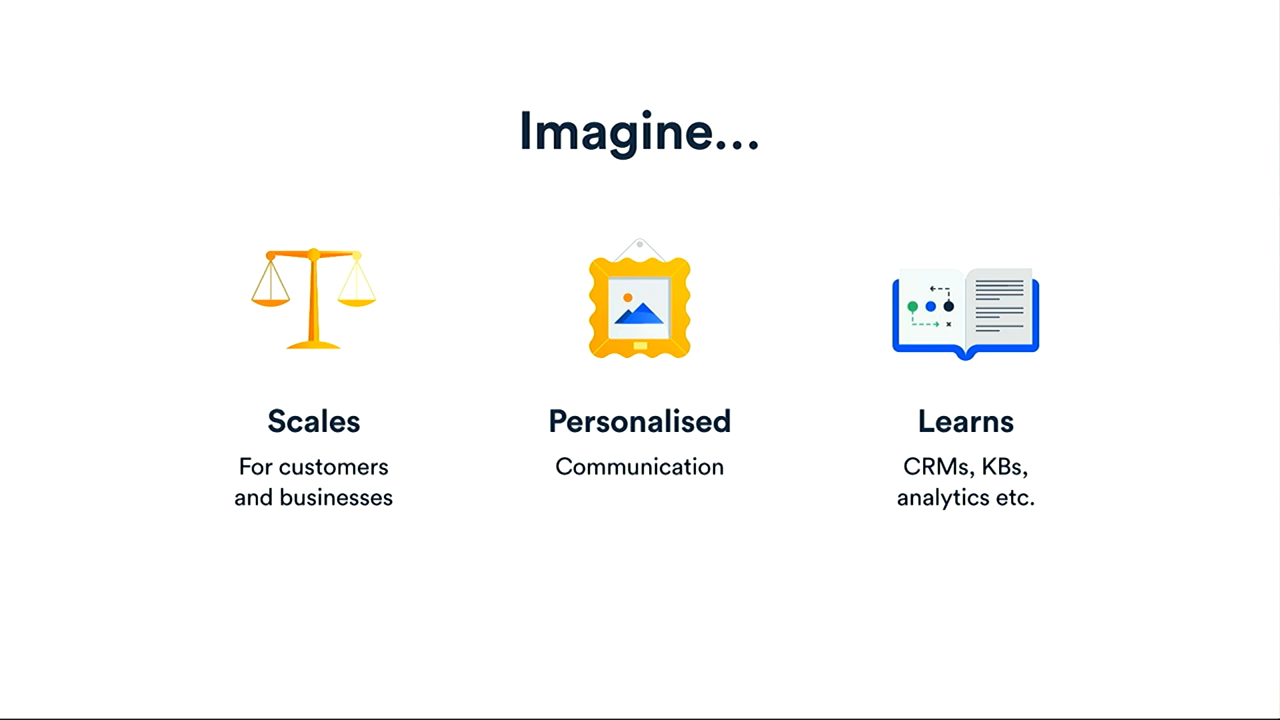 Imagine...
Scales
For customers
and businesses
Personalised
Communication
Learns
CRMs, KBs,
analytics etc.